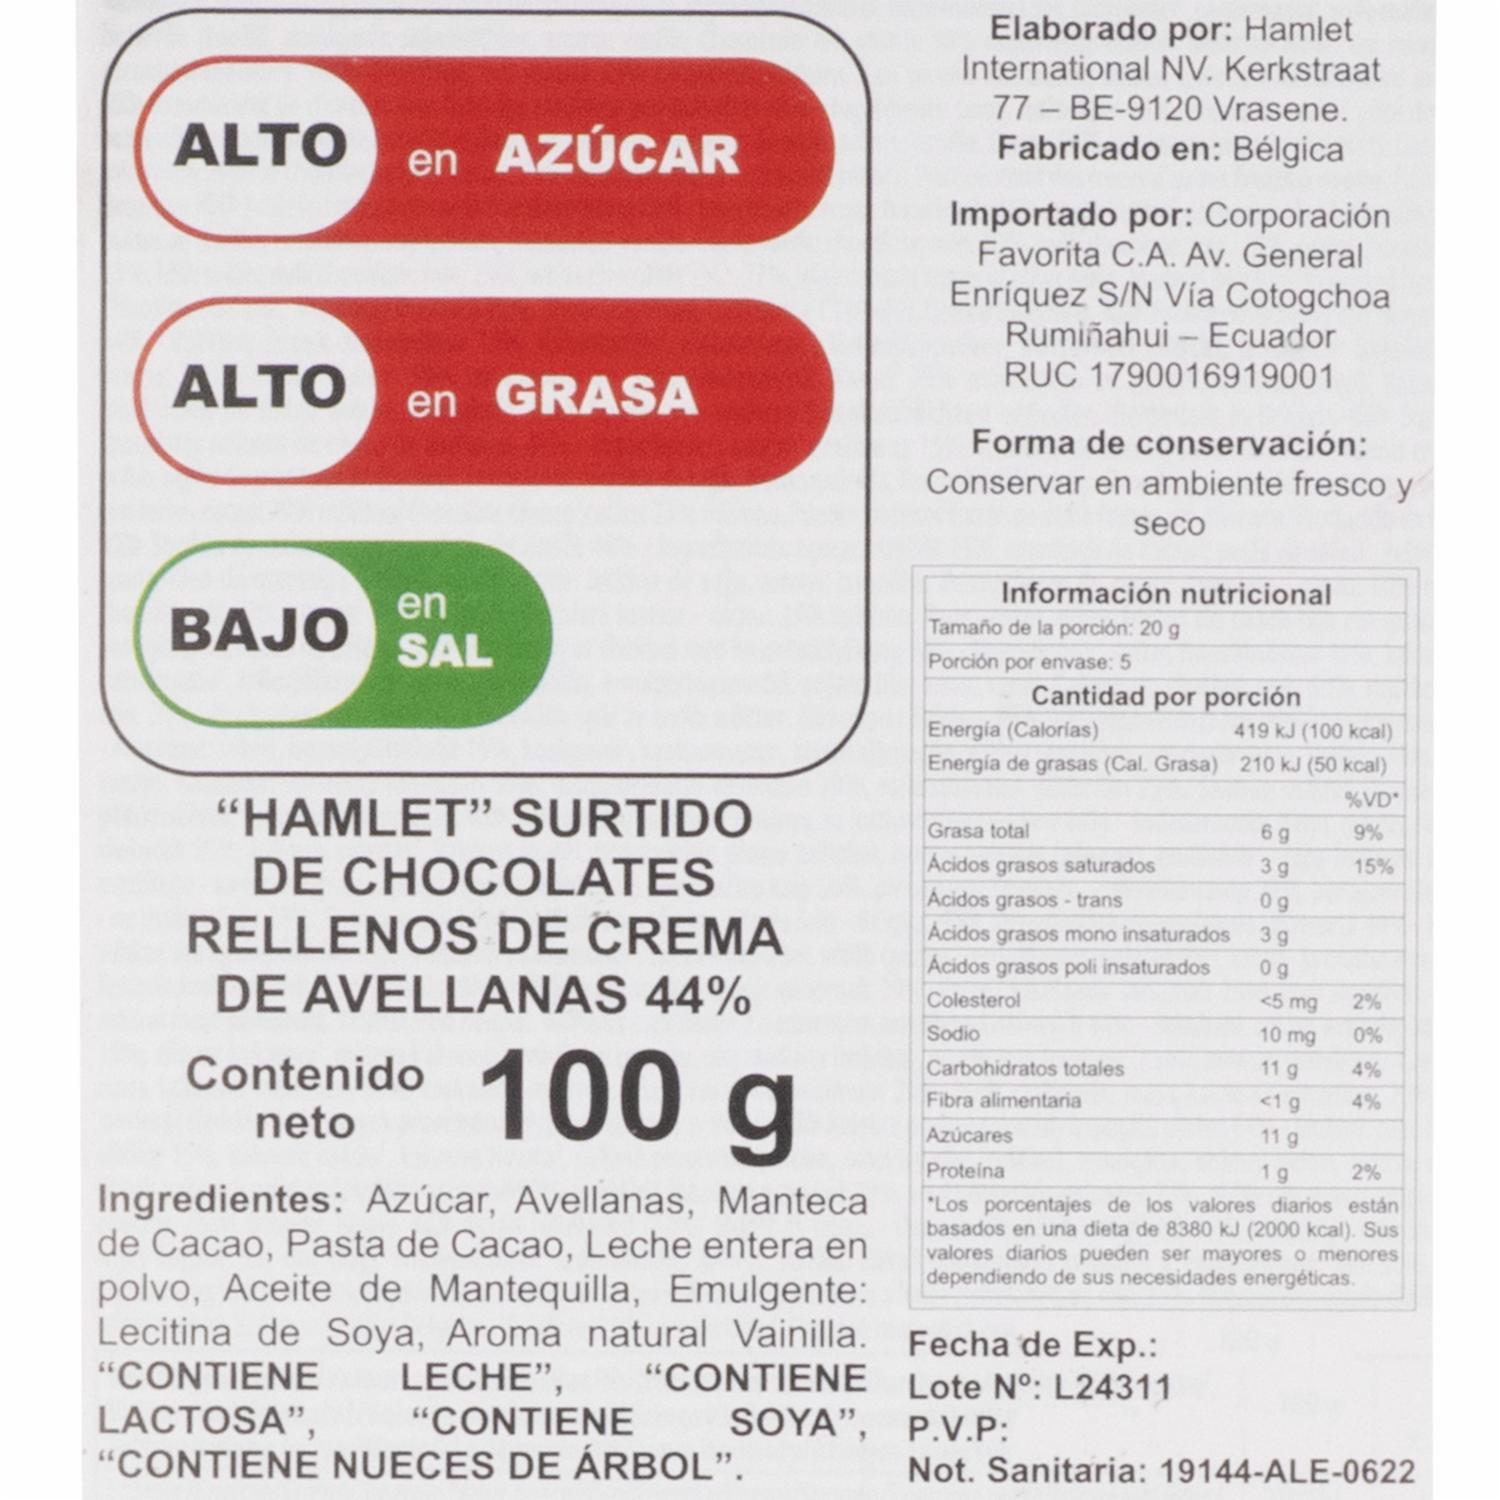 ALTO en AZÚCAR
ALTO en GRASA
BAJO en
SAL
“HAMLET” SURTIDO
DE CHOCOLATES
RELLENOS DE CREMA
DE AVELLANAS 44%
Contenido
neto
100 g
Ingredientes: Azúcar, Avellanas, Manteca
de Cacao, Pasta de Cacao, Leche entera en
polvo, Aceite de Mantequilla, Emulgente:
Lecitina de Soya, Aroma natural Vainilla.
“CONTIENE LECHE”, “CONTIENE
LACTOSA”, “CONTIENE SOYA”,
“CONTIENE NUECES DE ÁRBOL”.
Elaborado por: Hamlet
International NV. Kerkstraat
77 – BE-9120 Vrasene.
Fabricado en: Bélgica
Importado por: Corporación
Favorita C.A. Av. General
Enríquez S/N Vía Cotogchoa
Rumiñahui – Ecuador
RUC 1790016919001
Forma de conservación:
Conservar en ambiente fresco y
seco
Información nutricional
Tamaño de la porción: 20 g
Porción por envase: 5
Cantidad por porción
Energía (Calorías) 419 kJ (100 kcal)
Energía de grasas (Cal. Grasa) 210 kJ (50 kcal)
%VD*
Grasa total 6 g 9%
Ácidos grasos saturados 3 g 15%
Ácidos grasos - trans 0 g
Ácidos grasos mono insaturados 3 g
Ácidos grasos poli insaturados 0 g
Colesterol <5 mg 2%
Sodio 10 mg 0%
Carbohidratos totales 11 g 4%
Fibra alimentaria <1 g 4%
Azúcares 11 g
Proteína 1 g 2%
*Los porcentajes de los valores diarios están
basados en una dieta de 8380 kJ (2000 kcal). Sus
valores diarios pueden ser mayores o menores
dependiendo de sus necesidades energéticas.
Fecha de Exp.:
Lote Nº: L24311
P.V.P:
Not. Sanitaria: 19144-ALE-0622